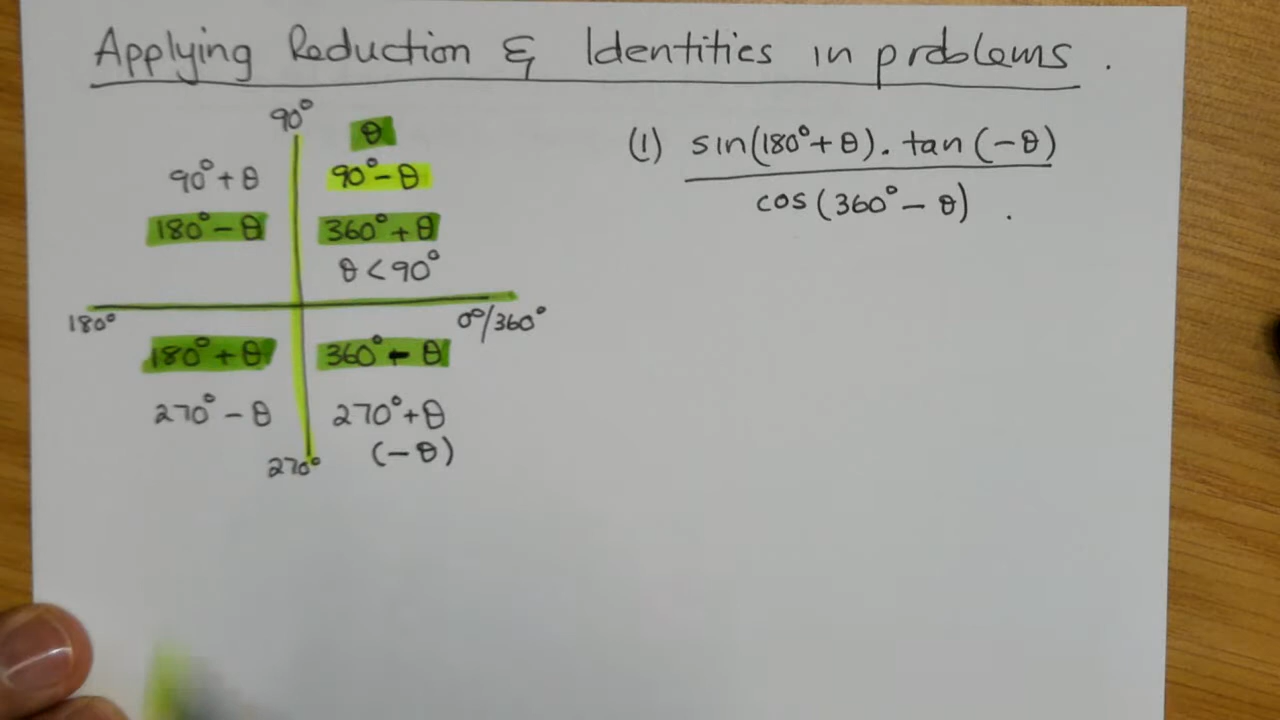 Applying Reduction & Identities in problems.
90°
θ
90° + θ
90° - θ
180° - θ
360° + θ
θ < 90°
180°
0°/360°
180° + θ
360° - θ
270° - θ
270° + θ
(-θ)
270°
(1) sin(180° + θ) . tan(-θ)
cos(360° - θ) .